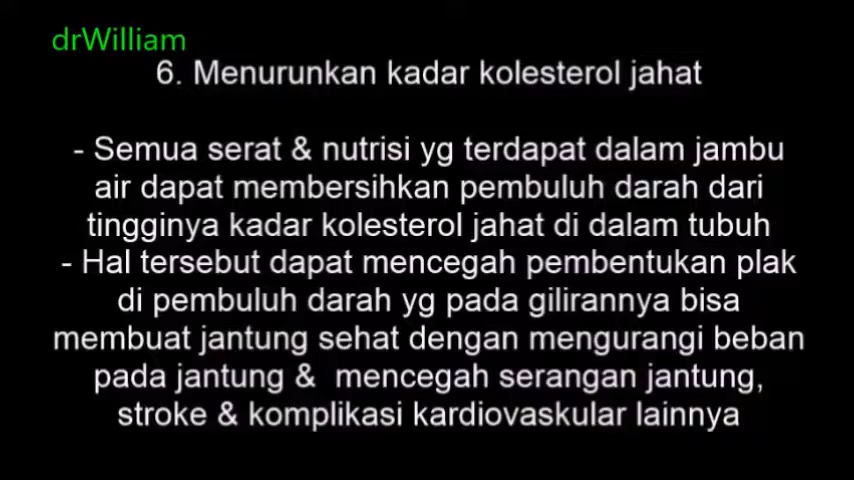 drWilliam
6. Menurunkan kadar kolesterol jahat
- Semua serat & nutrisi yg terdapat dalam jambu
air dapat membersihkan pembuluh darah dari
tingginya kadar kolesterol jahat di dalam tubuh
- Hal tersebut dapat mencegah pembentukan plak
di pembuluh darah yg pada gilirannya bisa
membuat jantung sehat dengan mengurangi beban
pada jantung & mencegah serangan jantung,
stroke & komplikasi kardiovaskular lainnya